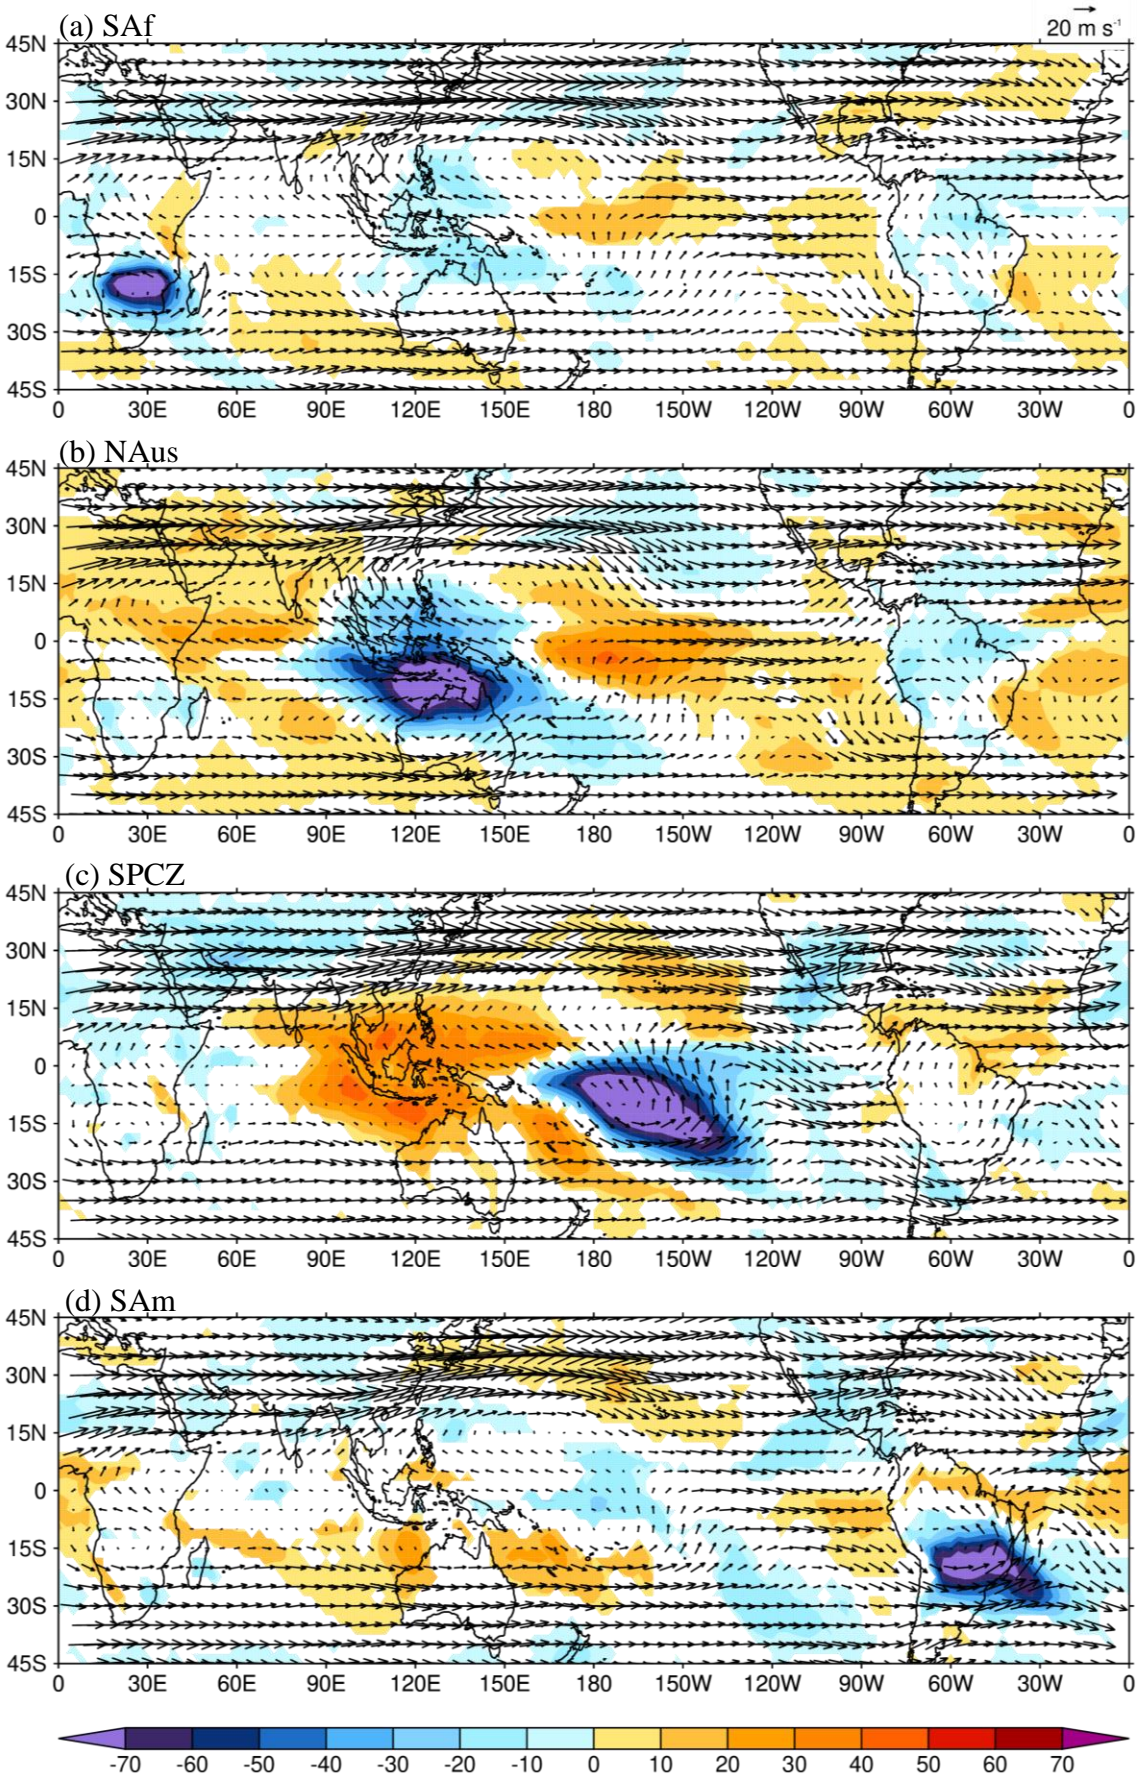 (a) SAf
20 m s⁻¹
45N
30N
15N
0
15S
30S
45S
0 30E 60E 90E 120E 150E 180 150W 120W 90W 60W 30W 0
(b) NAus
45N
30N
15N
0
15S
30S
45S
0 30E 60E 90E 120E 150E 180 150W 120W 90W 60W 30W 0
(c) SPCZ
45N
30N
15N
0
15S
30S
45S
0 30E 60E 90E 120E 150E 180 150W 120W 90W 60W 30W 0
(d) SAm
45N
30N
15N
0
15S
30S
45S
0 30E 60E 90E 120E 150E 180 150W 120W 90W 60W 30W 0
-70 -60 -50 -40 -30 -20 -10 0 10 20 30 40 50 60 70